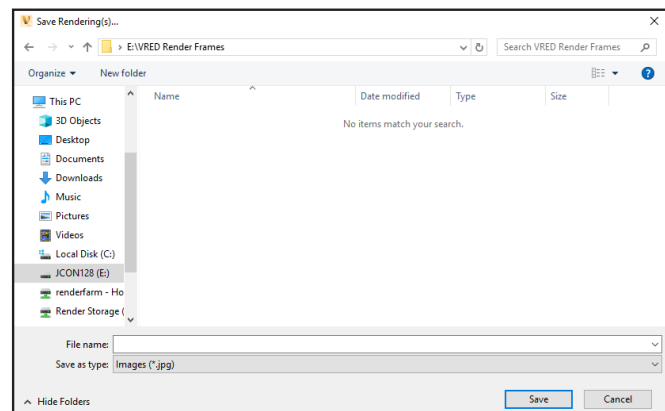 Save Rendering(s)...
E:\VRED Render Frames
Search VRED Render Frames
Organize
New folder
Name
Date modified
Type
Size
This PC
No items match your search.
3D Objects
Desktop
Documents
Downloads
Music
Pictures
Videos
Local Disk (C:)
JCON128 (E:)
renderfarm - Ho
Render Storage (
File name:
Save as type: Images (*.jpg)
Hide Folders
Save
Cancel